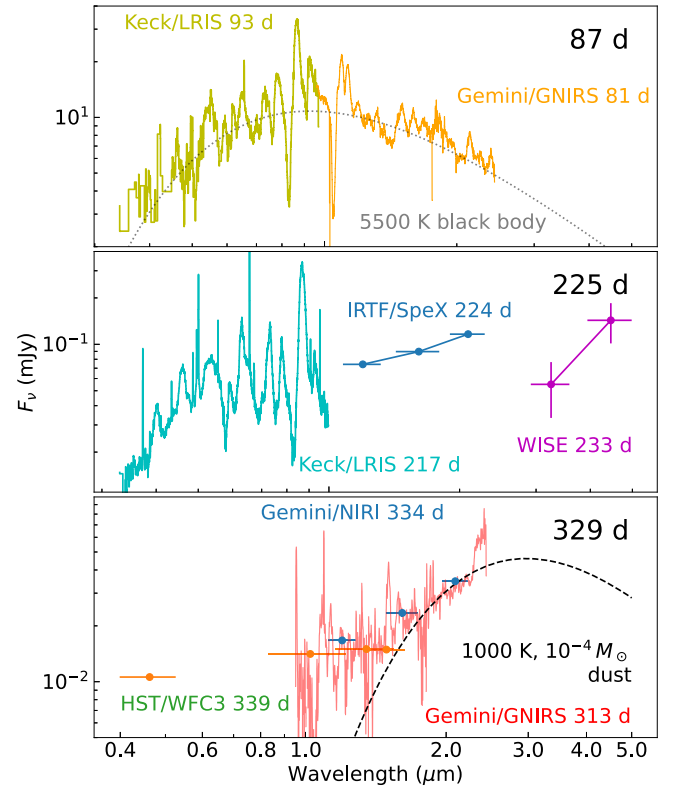 Keck/LRIS 93 d
87 d
Gemini/GNIRS 81 d
10¹
5500 K black body
225 d
IRTF/SpeX 224 d
10⁻¹
F_ν (mJy)
WISE 233 d
Keck/LRIS 217 d
Gemini/NIRI 334 d
329 d
1000 K, 10⁻⁴ M_⊙
dust
10⁻²
HST/WFC3 339 d
Gemini/GNIRS 313 d
0.4 0.6 0.8 1.0 2.0 3.0 4.0 5.0
Wavelength (μm)